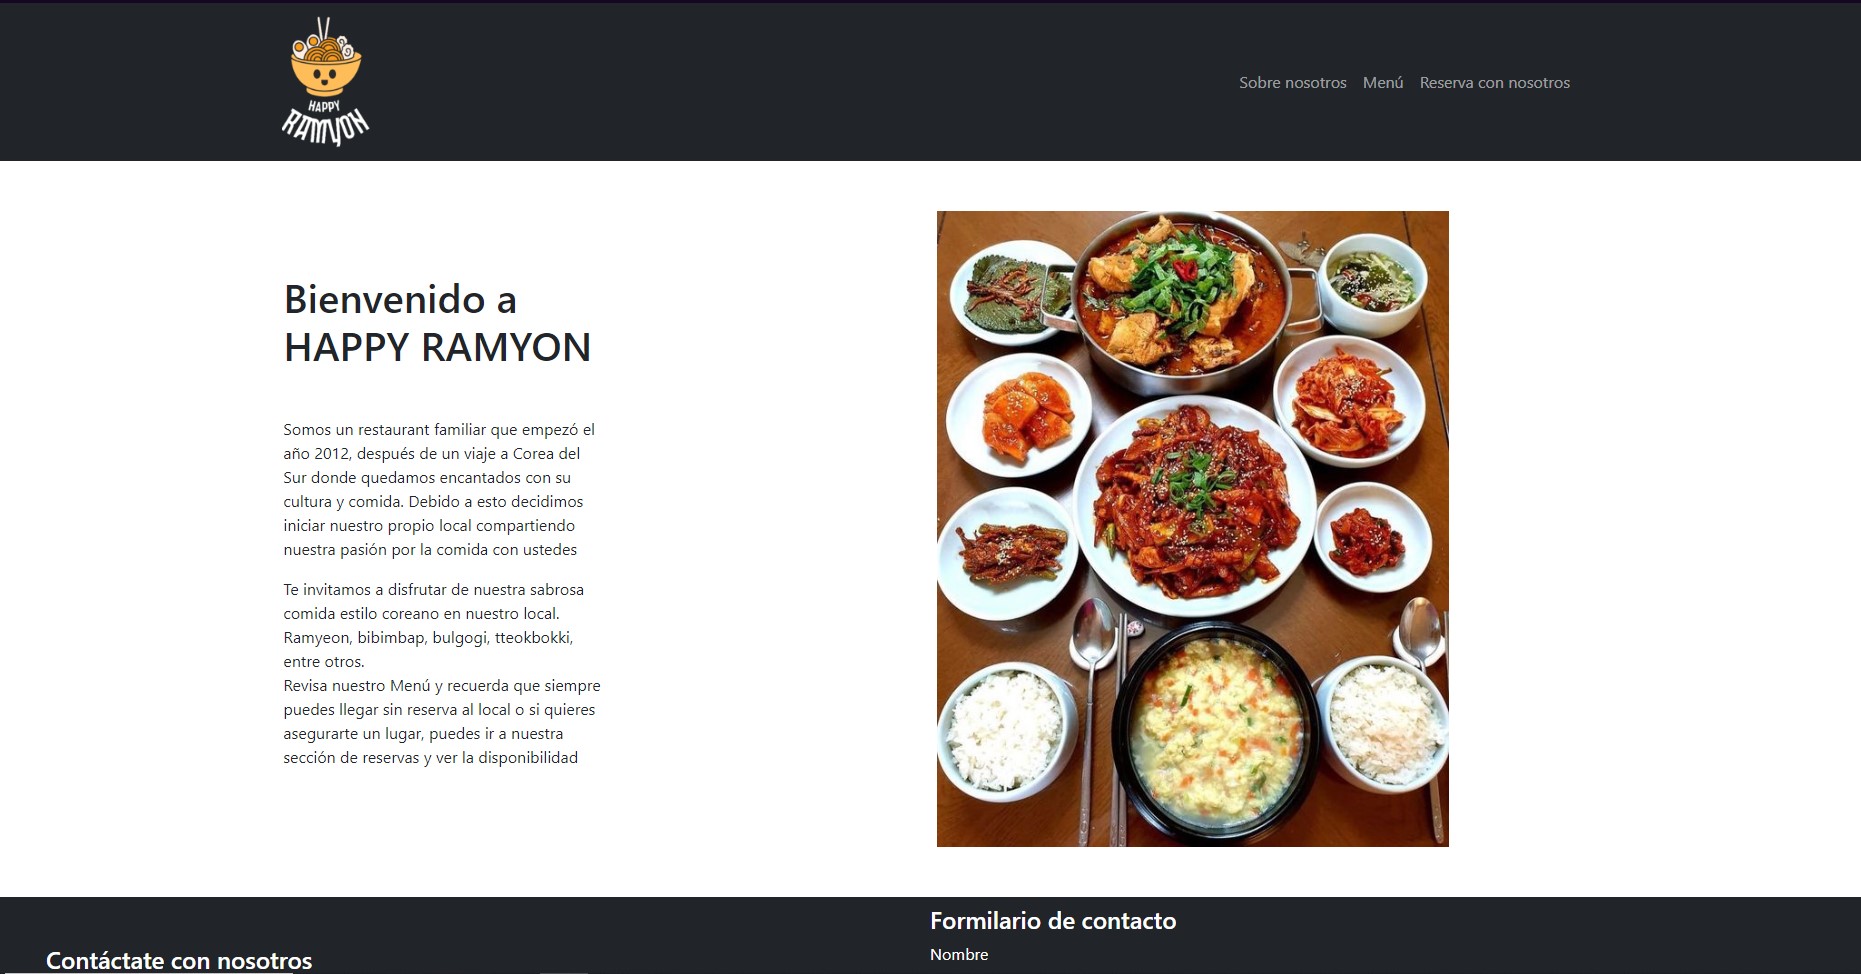 HAPPY
RAMYON
Sobre nosotros Menú Reserva con nosotros
Bienvenido a
HAPPY RAMYON
Somos un restaurant familiar que empezó el
año 2012, después de un viaje a Corea del
Sur donde quedamos encantados con su
cultura y comida. Debido a esto decidimos
iniciar nuestro propio local compartiendo
nuestra pasión por la comida con ustedes
Te invitamos a disfrutar de nuestra sabrosa
comida estilo coreano en nuestro local.
Ramyeon, bibimbap, bulgogi, tteokbokki,
entre otros.
Revisa nuestro Menú y recuerda que siempre
puedes llegar sin reserva al local o si quieres
asegurarte un lugar, puedes ir a nuestra
sección de reservas y ver la disponibilidad
Contáctate con nosotros
Formilario de contacto
Nombre